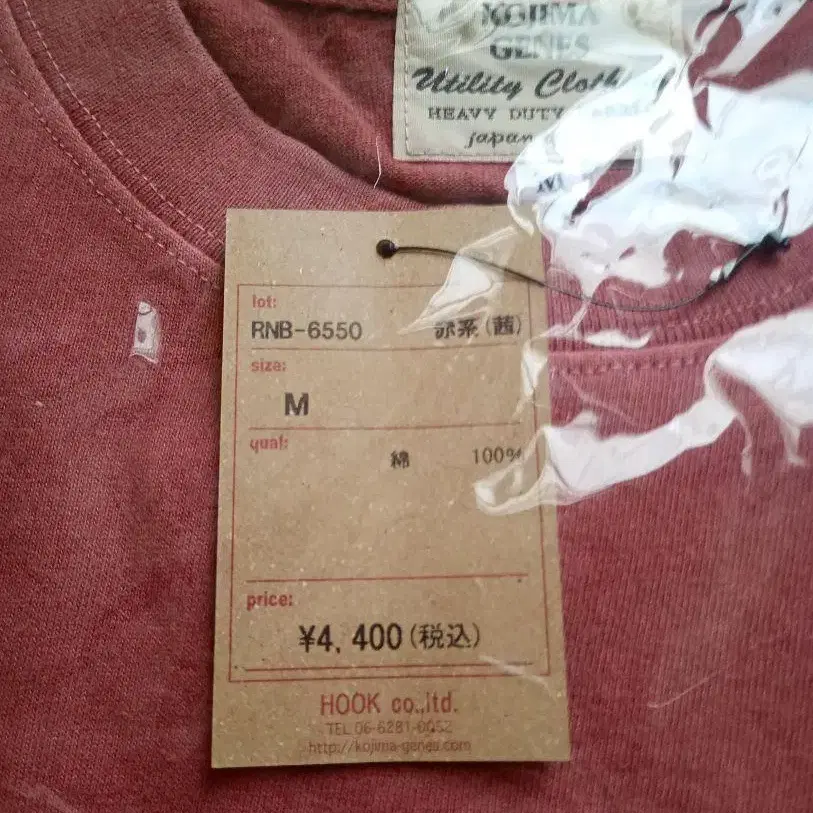 KOJIMA
GENES
Utility
HEAVY DUTY
japan
lot:
RNB-6550 赤系(茜)
size:
M
qual:
綿 100%
price:
¥4,400(税込)
HOOK co.,ltd.
TEL 06-6281-0052
http://kojima-genes.com